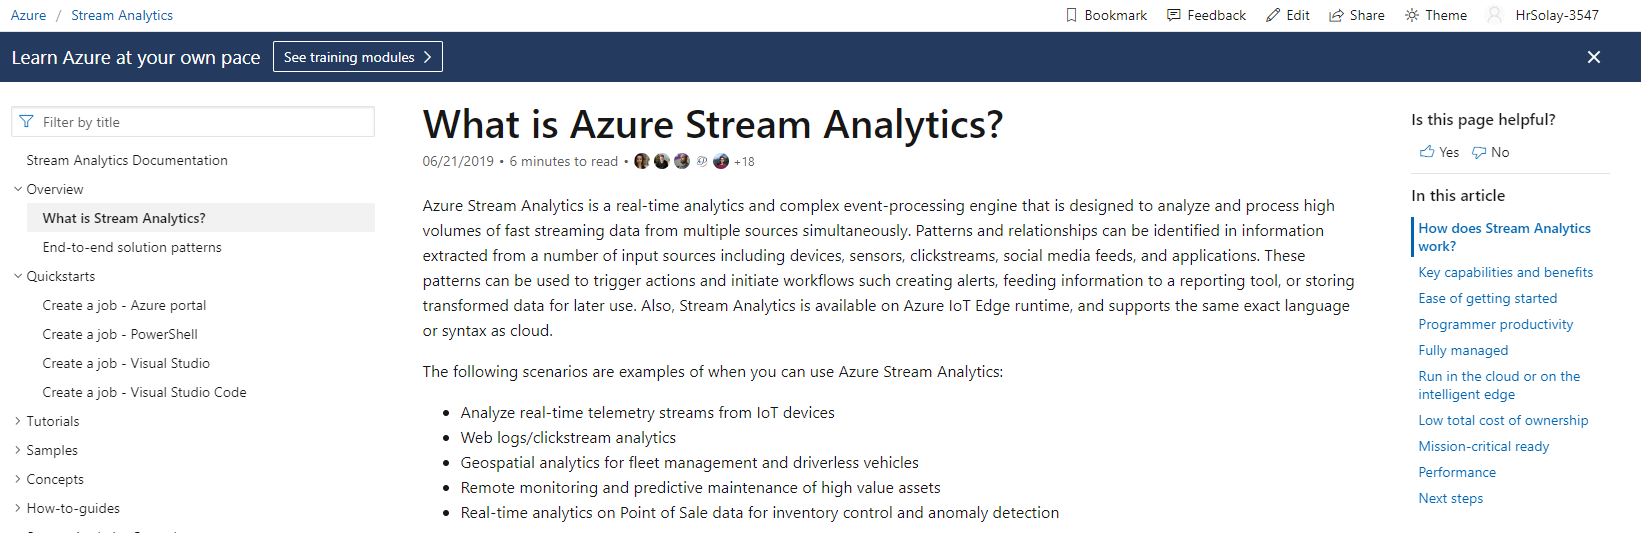 Azure / Stream Analytics
Bookmark Feedback Edit Share Theme HrSolay-3547
Learn Azure at your own pace See training modules
Filter by title
Stream Analytics Documentation
Overview
What is Stream Analytics?
End-to-end solution patterns
Quickstarts
Create a job - Azure portal
Create a job - PowerShell
Create a job - Visual Studio
Create a job - Visual Studio Code
Tutorials
Samples
Concepts
How-to-guides
What is Azure Stream Analytics?
06/21/2019 • 6 minutes to read • +18
Azure Stream Analytics is a real-time analytics and complex event-processing engine that is designed to analyze and process high
volumes of fast streaming data from multiple sources simultaneously. Patterns and relationships can be identified in information
extracted from a number of input sources including devices, sensors, clickstreams, social media feeds, and applications. These
patterns can be used to trigger actions and initiate workflows such creating alerts, feeding information to a reporting tool, or storing
transformed data for later use. Also, Stream Analytics is available on Azure IoT Edge runtime, and supports the same exact language
or syntax as cloud.
The following scenarios are examples of when you can use Azure Stream Analytics:
• Analyze real-time telemetry streams from IoT devices
• Web logs/clickstream analytics
• Geospatial analytics for fleet management and driverless vehicles
• Remote monitoring and predictive maintenance of high value assets
• Real-time analytics on Point of Sale data for inventory control and anomaly detection
Is this page helpful?
Yes No
In this article
How does Stream Analytics
work?
Key capabilities and benefits
Ease of getting started
Programmer productivity
Fully managed
Run in the cloud or on the
intelligent edge
Low total cost of ownership
Mission-critical ready
Performance
Next steps